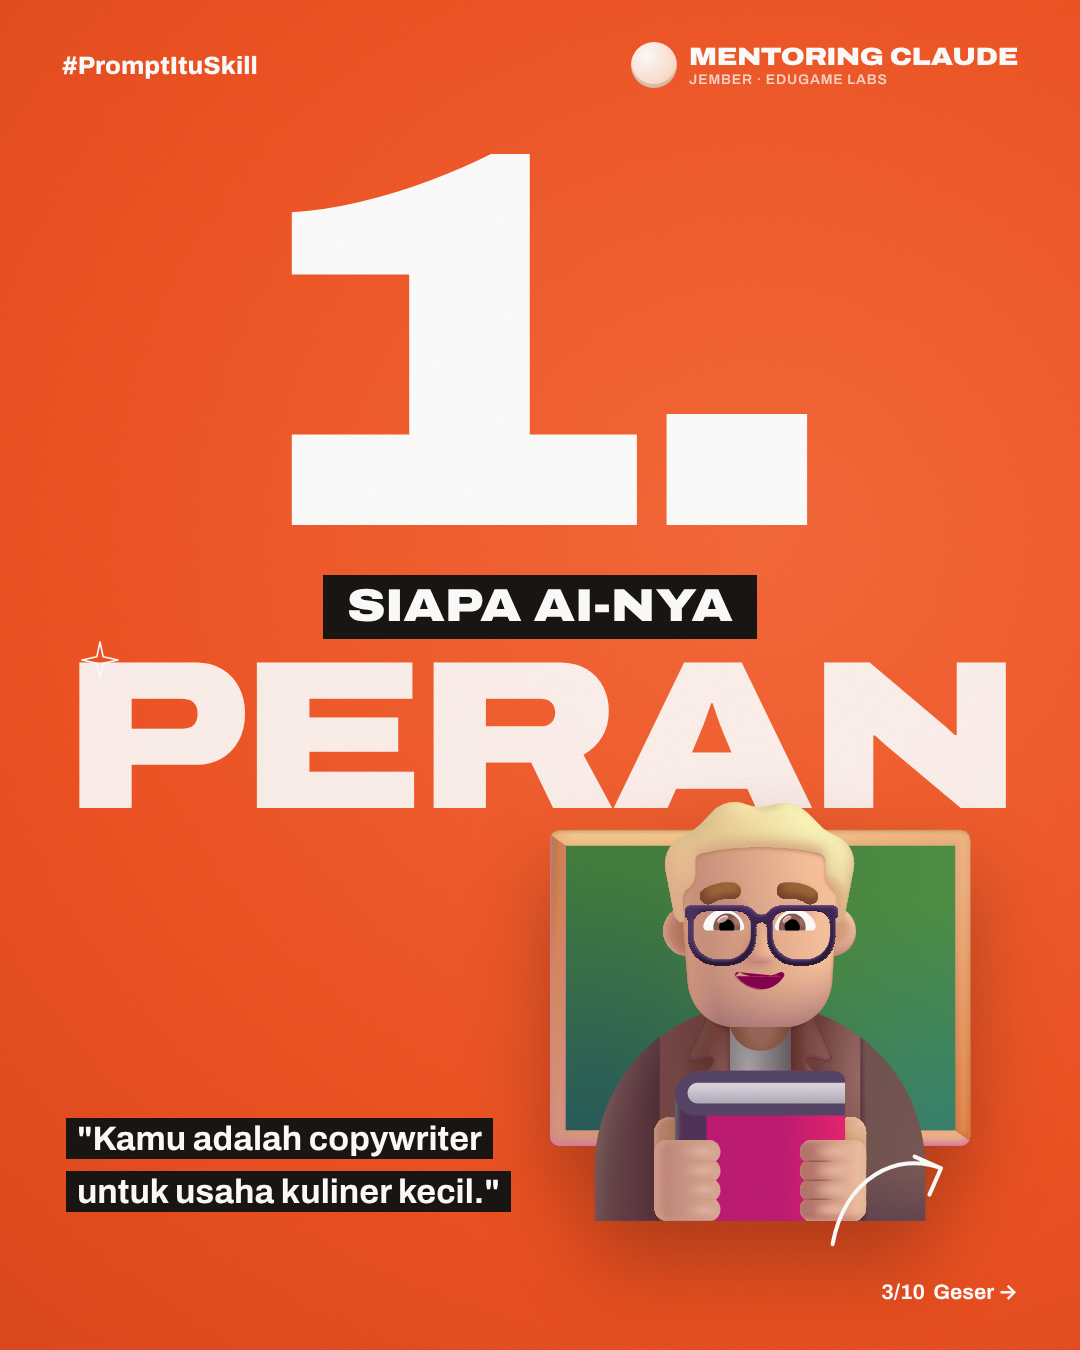 #PromptItuSkill
MENTORING CLAUDE
JEMBER · EDUGAME LABS
1.
SIAPA AI-NYA
PERAN
"Kamu adalah copywriter
untuk usaha kuliner kecil."
3/10 Geser →